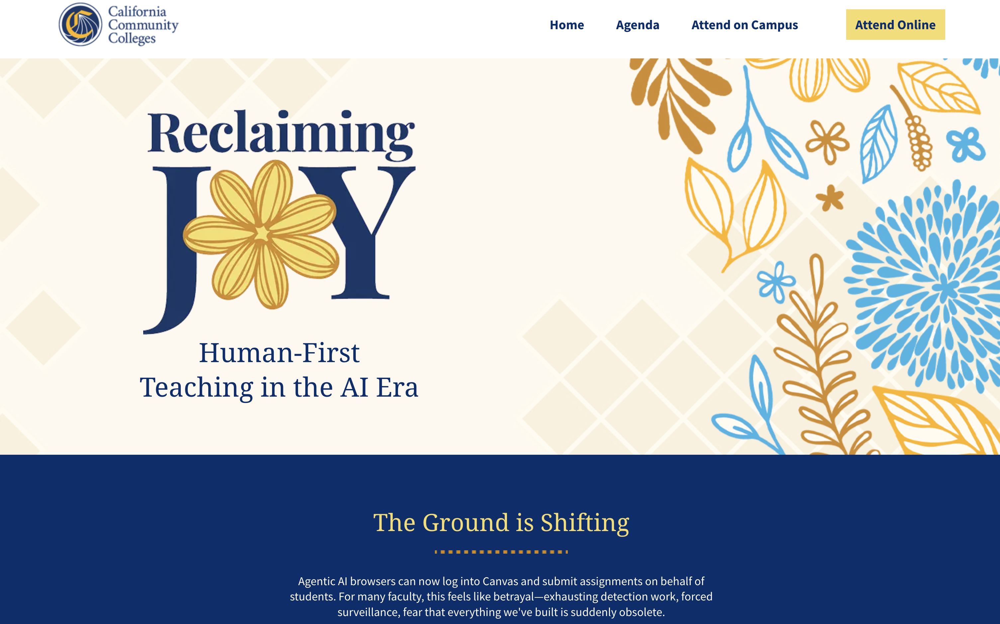 California
Community
Colleges
Home
Agenda
Attend on Campus
Attend Online
Reclaiming
JOY
Human-First
Teaching in the AI Era
The Ground is Shifting
Agentic AI browsers can now log into Canvas and submit assignments on behalf of
students. For many faculty, this feels like betrayal—exhausting detection work, forced
surveillance, fear that everything we've built is suddenly obsolete.